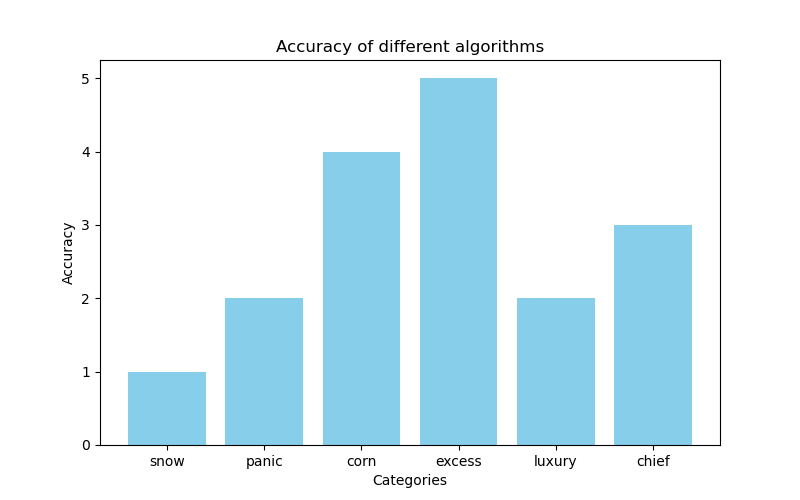 Accuracy of different algorithms
5
4
3
2
1
0
Accuracy
snow panic corn excess luxury chief
Categories